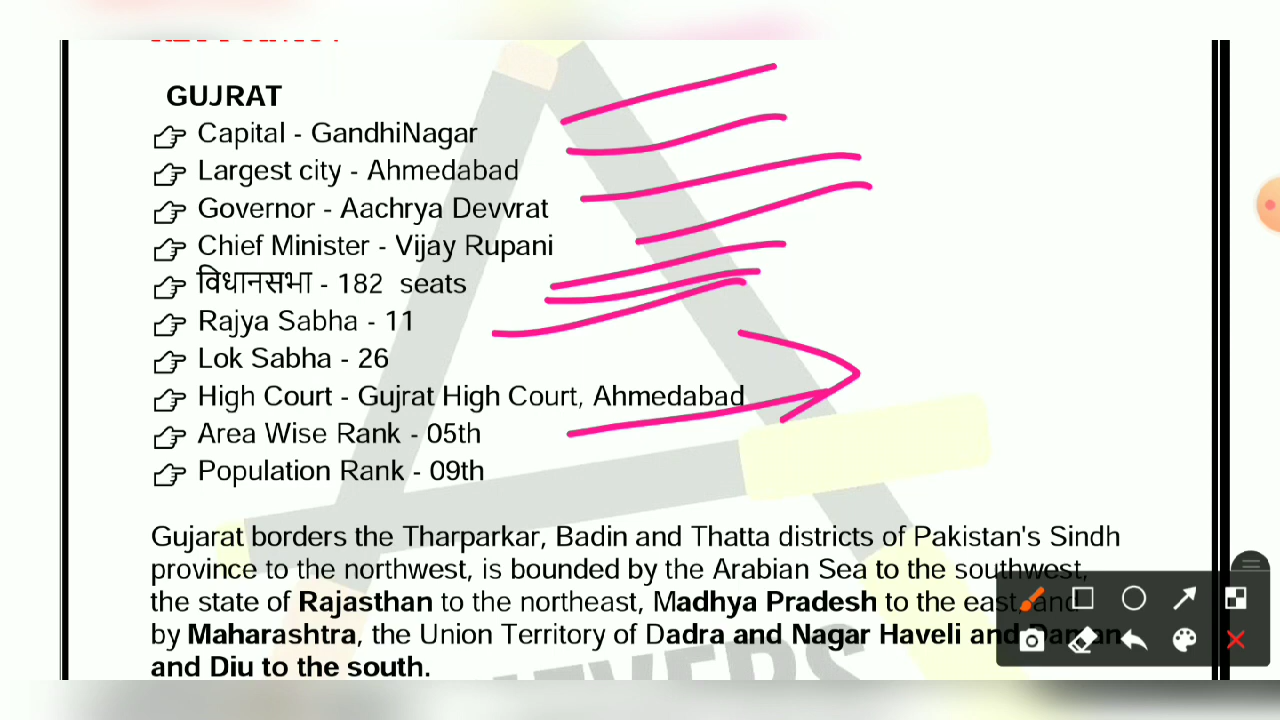 GUJRAT
Capital - GandhiNagar
Largest city - Ahmedabad
Governor - Aachrya Devvrat
Chief Minister - Vijay Rupani
विधानसभा - 182 seats
Rajya Sabha - 11
Lok Sabha - 26
High Court - Gujrat High Court, Ahmedabad
Area Wise Rank - 05th
Population Rank - 09th
Gujarat borders the Tharparkar, Badin and Thatta districts of Pakistan's Sindh
province to the northwest, is bounded by the Arabian Sea to the southwest,
the state of Rajasthan to the northeast, Madhya Pradesh to the east, and
by Maharashtra, the Union Territory of Dadra and Nagar Haveli and Daman
and Diu to the south.